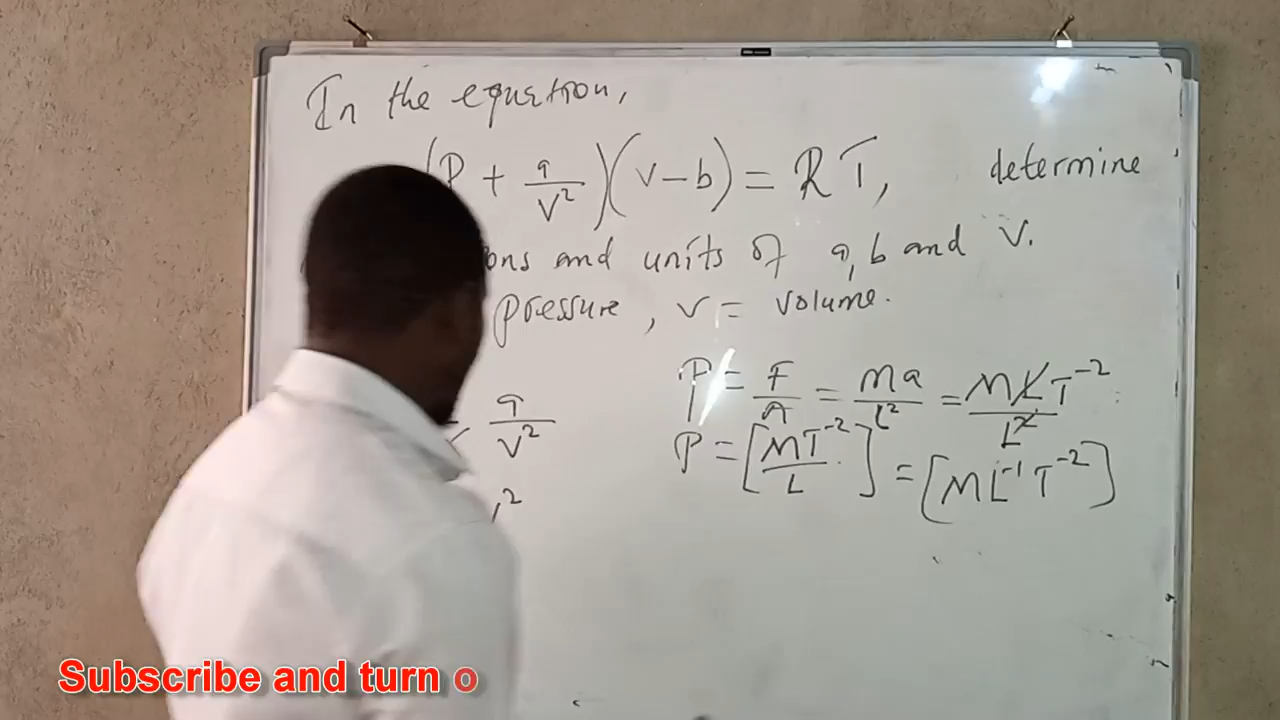 In the equation,
(P + a/V²)(V-b) = RT, determine
ons and units of a, b and V.
pressure, V = volume.
P = F/A = Ma/L² = MLT⁻²/L²
a/V²
P = [MT⁻²/L] = [ML⁻¹T⁻²]
Subscribe and turn o